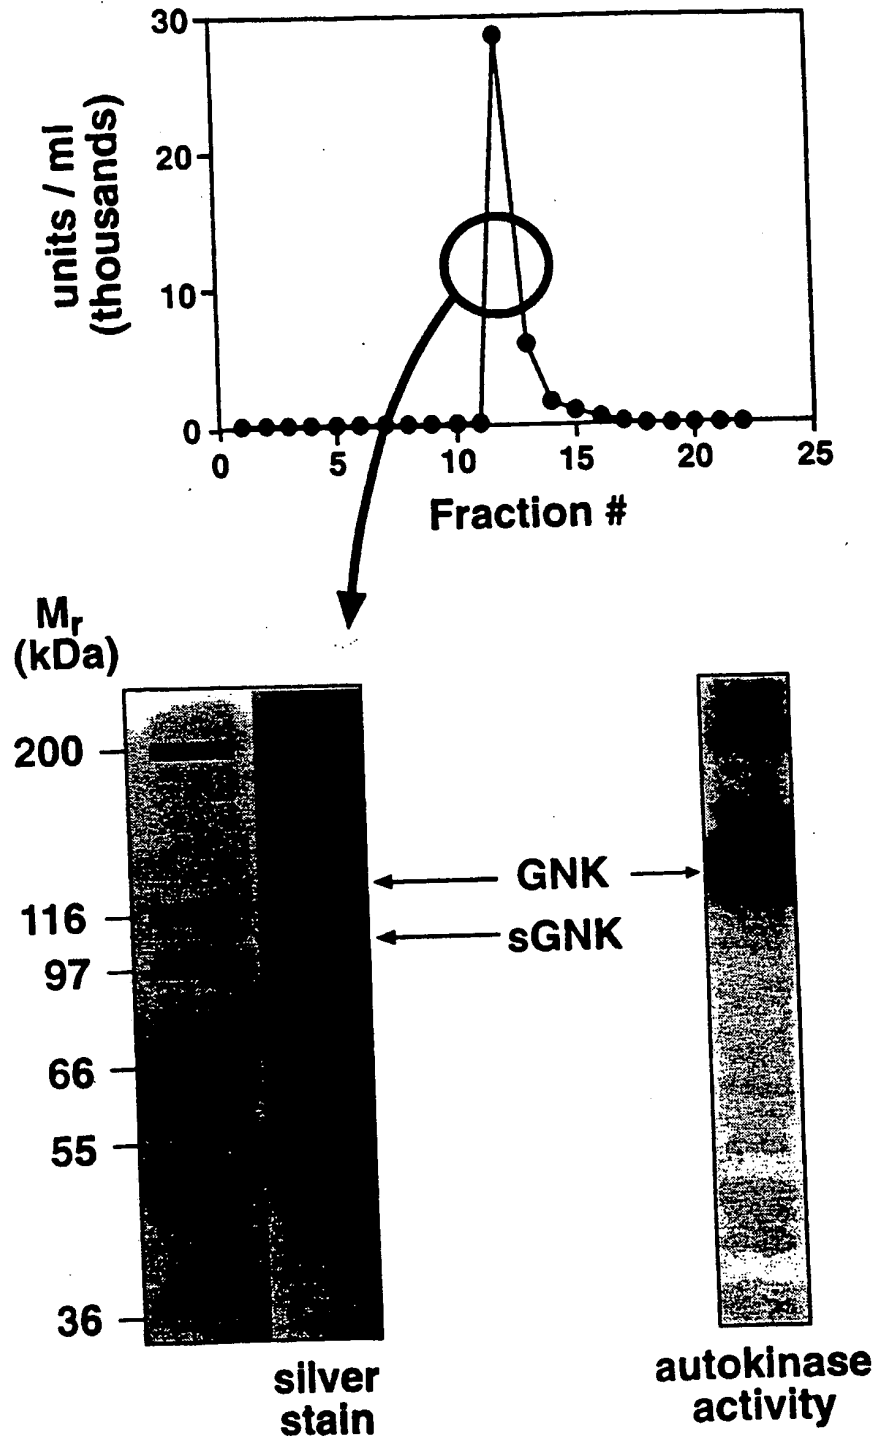 30
20
10
0
units / ml
(thousands)
0 5 10 15 20 25
Fraction #
Mr
(kDa)
200
116
97
66
55
36
GNK
sGNK
silver
stain
autokinase
activity